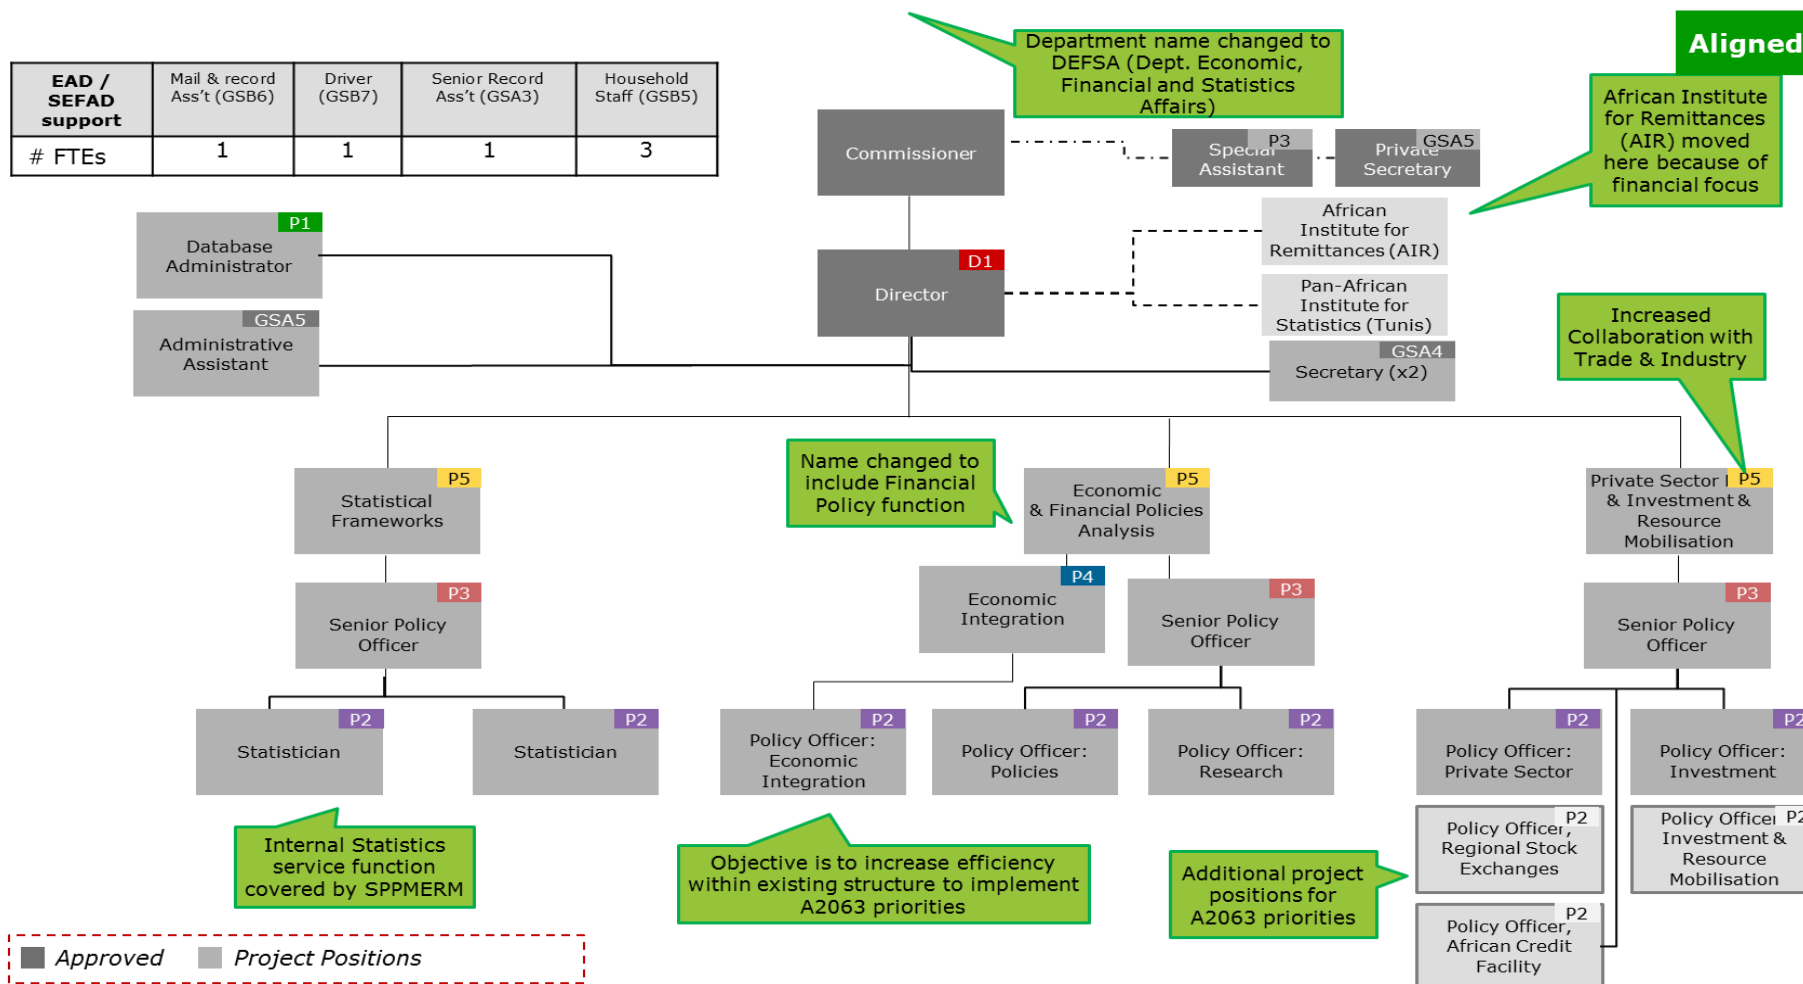 Department name changed to
DEFSA (Dept. Economic,
Financial and Statistics
Affairs)
Aligned
EAD /
SEFAD
support
Mail & record
Ass't (GSB6)
Driver
(GSB7)
Senior Record
Ass't (GSA3)
Household
Staff (GSB5)
# FTEs
1
1
1
3
African Institute
for Remittances
(AIR) moved
here because of
financial focus
Commissioner
P3
Special
Assistant
GSA5
Private
Secretary
P1
Database
Administrator
African
Institute for
Remittances (AIR)
D1
Director
Pan-African
Institute for
Statistics (Tunis)
GSA5
Administrative
Assistant
GSA4
Secretary (x2)
Increased
Collaboration with
Trade & Industry
Name changed to
include Financial
Policy function
P5
Statistical
Frameworks
P5
Economic
& Financial Policies
Analysis
P5
Private Sector
& Investment &
Resource
Mobilisation
P3
Senior Policy
Officer
P4
Economic
Integration
P3
Senior Policy
Officer
P3
Senior Policy
Officer
P2
Statistician
P2
Statistician
P2
Policy Officer:
Economic
Integration
P2
Policy Officer:
Policies
P2
Policy Officer:
Research
P2
Policy Officer:
Private Sector
P2
Policy Officer:
Investment
Internal Statistics
service function
covered by SPPMERM
Objective is to increase efficiency
within existing structure to implement
A2063 priorities
Additional project
positions for
A2063 priorities
P2
Policy Officer,
Regional Stock
Exchanges
P2
Policy Officer
Investment &
Resource
Mobilisation
P2
Policy Officer,
African Credit
Facility
Approved
Project Positions